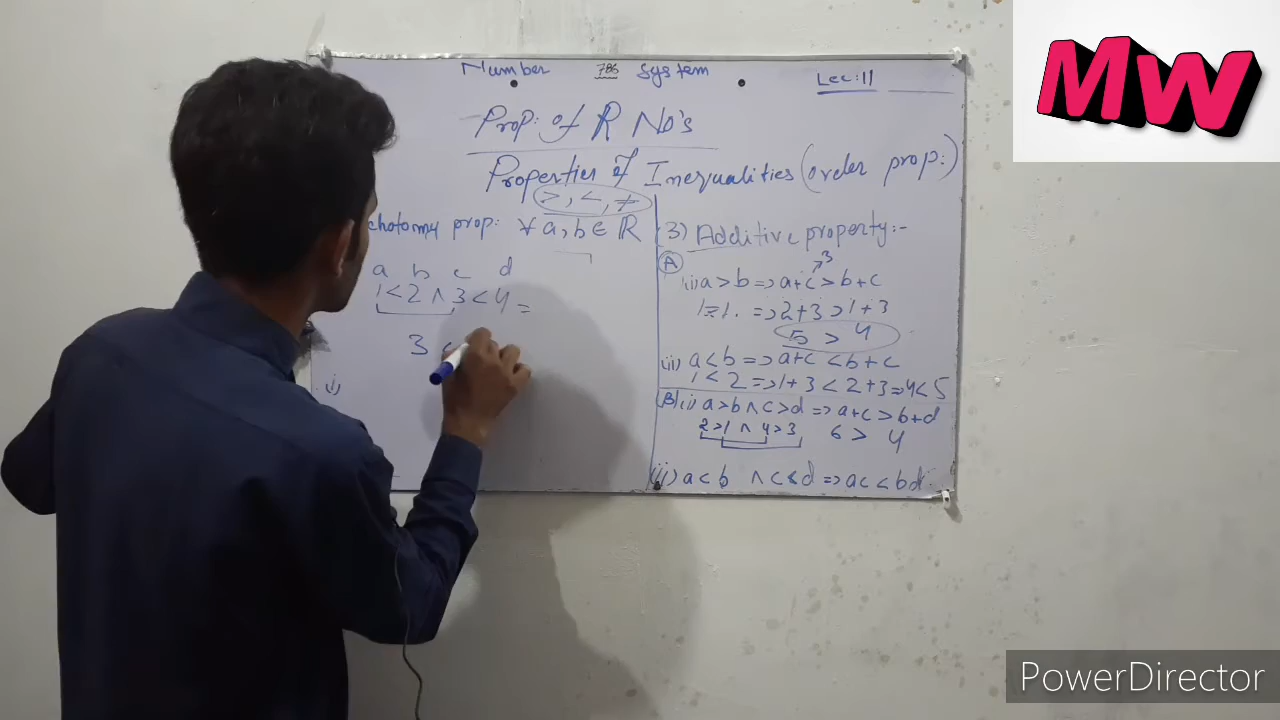 Number 786 System
Lec:11
MW
Prop: of R No's
Properties of Inequalities (order prop:)
>, <, ≠
chotomy prop: ∀ a, b ∈ R
a b c d
1 < 2 ∧ 3 < 4 =
3 <
(i)
3) Additive property:-
(A)
(i) a > b => a+c > b+c
3
=> 2+3 > 1+3
5 > 4
(ii) a < b => a+c < b+c
1 < 2 => 1+3 < 2+3 => 4 < 5
(B) (i) a > b ∧ c > d => a+c > b+d
2 > 1 ∧ 4 > 3 6 > 4
(ii) a < b ∧ c < d => ac < bd
PowerDirector